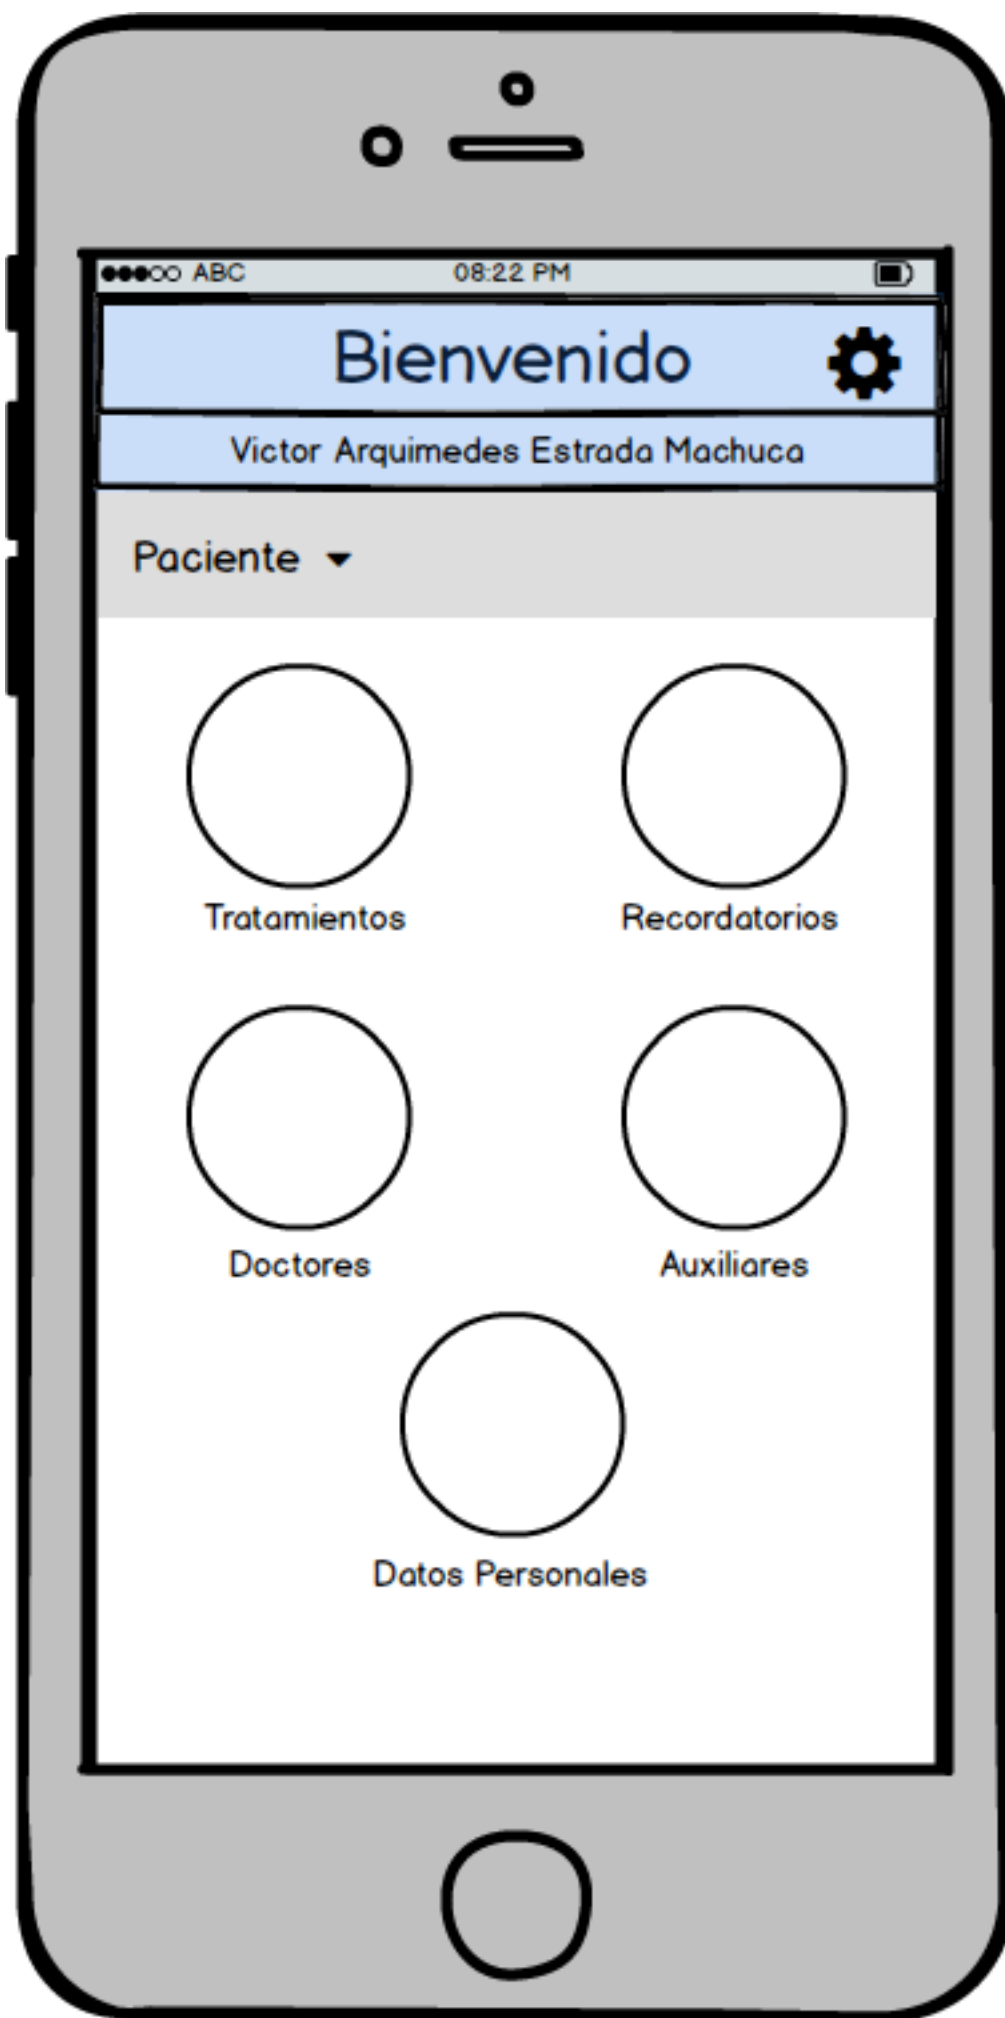 ABC 08:22 PM
Bienvenido
Victor Arquimedes Estrada Machuca
Paciente
Tratamientos Recordatorios
Doctores Auxiliares
Datos Personales